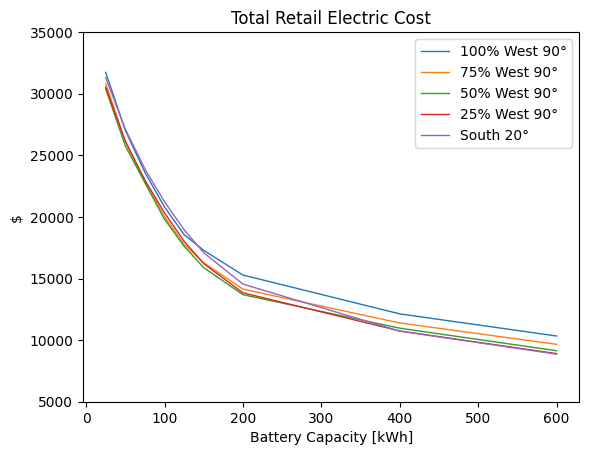 Total Retail Electric Cost
35000
30000
25000
20000
15000
10000
5000
$
0
100
200
300
400
500
600
Battery Capacity [kWh]
100% West 90°
75% West 90°
50% West 90°
25% West 90°
South 20°